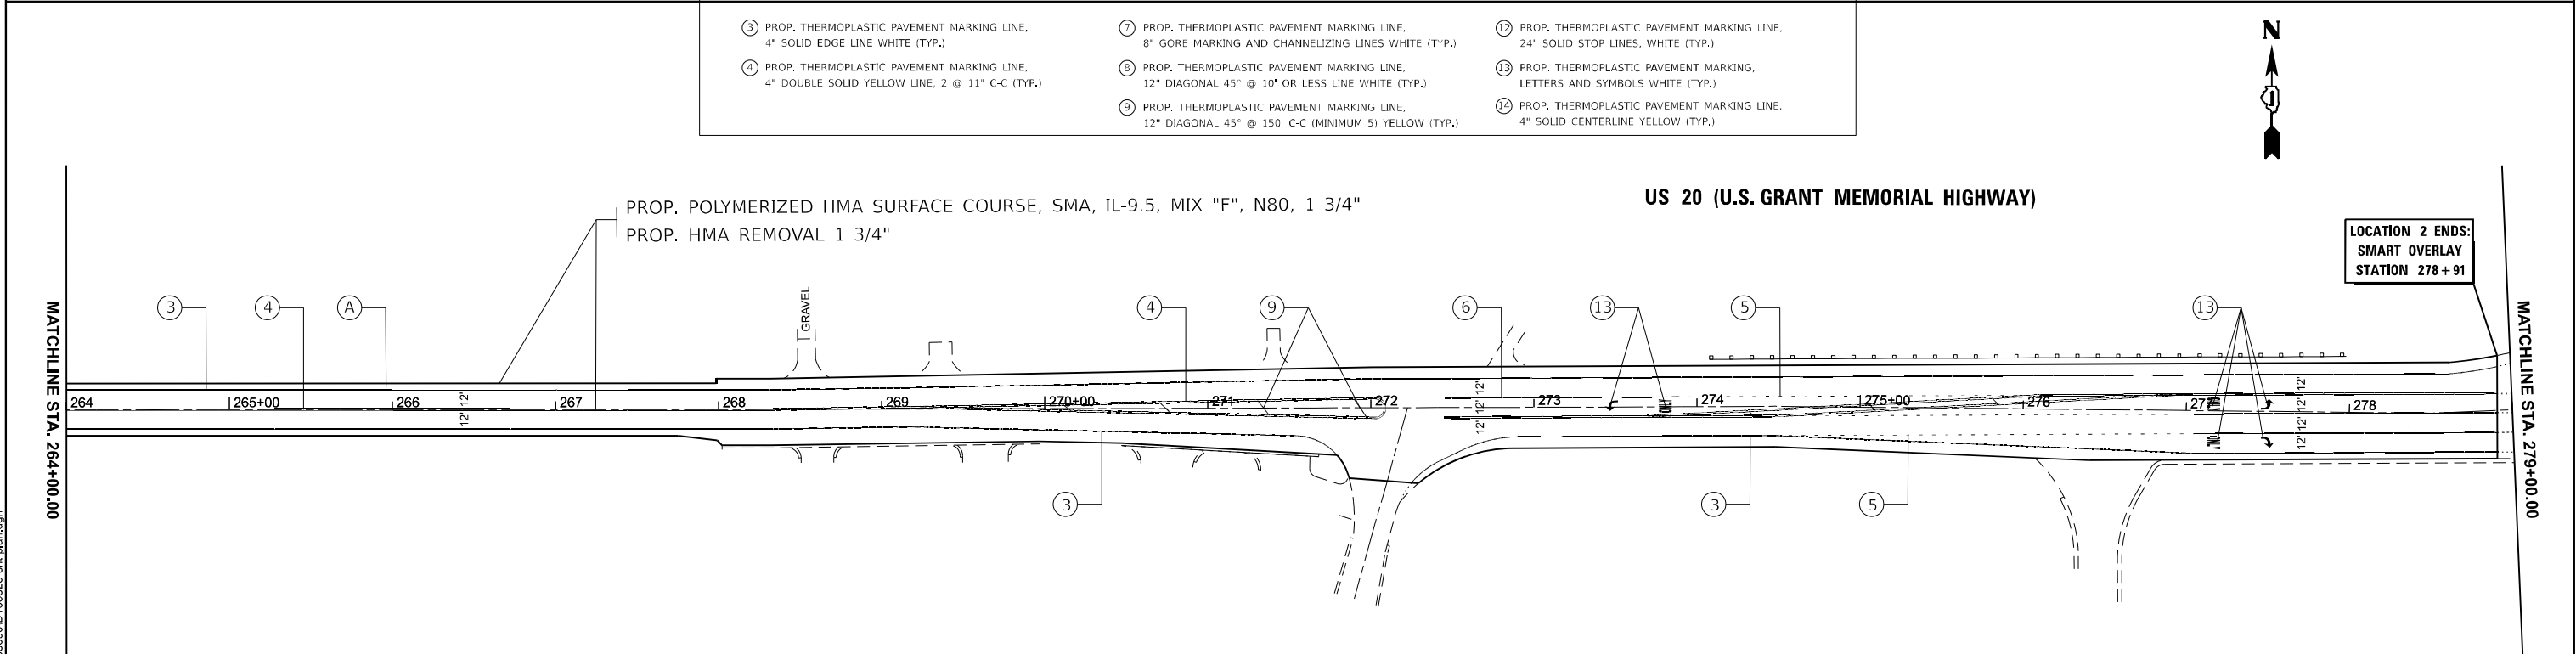 ③ PROP. THERMOPLASTIC PAVEMENT MARKING LINE,
4" SOLID EDGE LINE WHITE (TYP.)
④ PROP. THERMOPLASTIC PAVEMENT MARKING LINE,
4" DOUBLE SOLID YELLOW LINE, 2 @ 11" C-C (TYP.)
⑦ PROP. THERMOPLASTIC PAVEMENT MARKING LINE,
8" GORE MARKING AND CHANNELIZING LINES WHITE (TYP.)
⑧ PROP. THERMOPLASTIC PAVEMENT MARKING LINE,
12" DIAGONAL 45° @ 10' OR LESS LINE WHITE (TYP.)
⑨ PROP. THERMOPLASTIC PAVEMENT MARKING LINE,
12" DIAGONAL 45° @ 150' C-C (MINIMUM 5) YELLOW (TYP.)
⑫ PROP. THERMOPLASTIC PAVEMENT MARKING LINE,
24" SOLID STOP LINES, WHITE (TYP.)
⑬ PROP. THERMOPLASTIC PAVEMENT MARKING,
LETTERS AND SYMBOLS WHITE (TYP.)
⑭ PROP. THERMOPLASTIC PAVEMENT MARKING LINE,
4" SOLID CENTERLINE YELLOW (TYP.)
N
PROP. POLYMERIZED HMA SURFACE COURSE, SMA, IL-9.5, MIX "F", N80, 1 3/4"
PROP. HMA REMOVAL 1 3/4"
US 20 (U.S. GRANT MEMORIAL HIGHWAY)
LOCATION 2 ENDS:
SMART OVERLAY
STATION 278+91
MATCHLINE STA. 264+00.00
③ ④ Ⓐ GRAVEL ④ ⑨ ⑥ ⑬ ⑤ ⑬
264 265+00 266 267 268 269 270+00 271 272 273 274 275+00 276 277 278
12' 12'
12' 12' 12'
12' 12' 12' 12'
③ ③ ⑤
MATCHLINE STA. 279+00.00